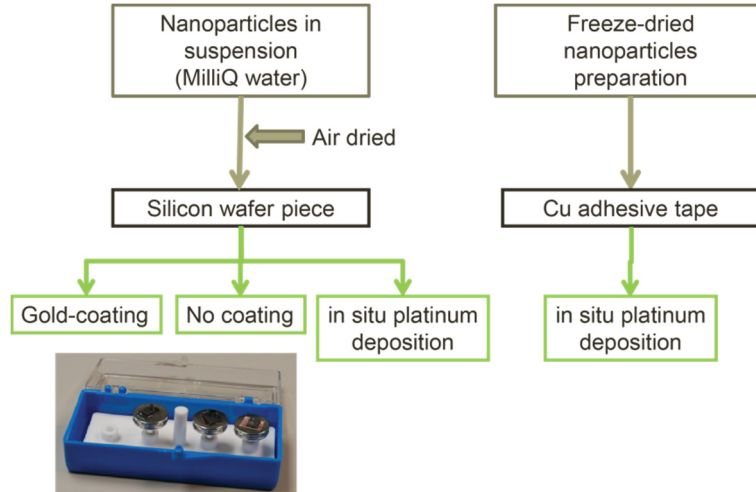 Nanoparticles in
suspension
(MilliQ water)
Freeze-dried
nanoparticles
preparation
Air dried
Silicon wafer piece
Cu adhesive tape
Gold-coating
No coating
in situ platinum
deposition
in situ platinum
deposition